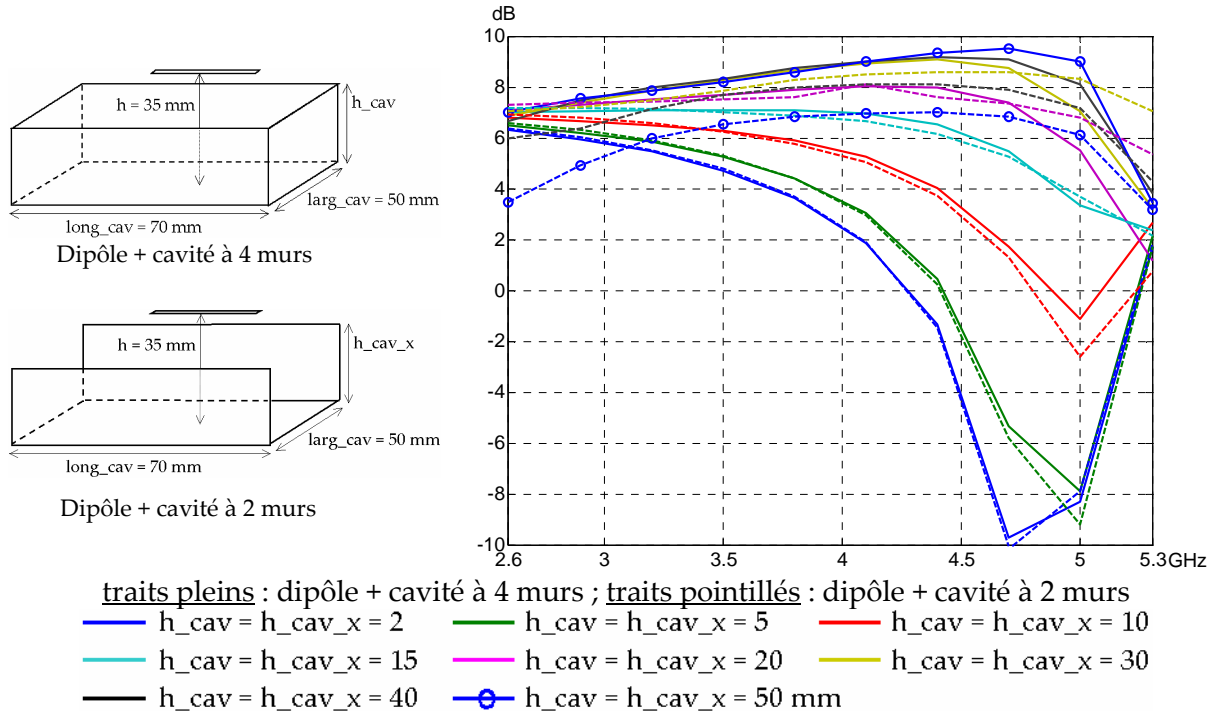 h = 35 mm
h_cav
larg_cav = 50 mm
long_cav = 70 mm
Dipôle + cavité à 4 murs
h = 35 mm
h_cav_x
larg_cav = 50 mm
long_cav = 70 mm
Dipôle + cavité à 2 murs
dB
10
8
6
4
2
0
-2
-4
-6
-8
-10
2.6 3 3.5 4 4.5 5 5.3GHz
traits pleins : dipôle + cavité à 4 murs ; traits pointillés : dipôle + cavité à 2 murs
h_cav = h_cav_x = 2 h_cav = h_cav_x = 5 h_cav = h_cav_x = 10
h_cav = h_cav_x = 15 h_cav = h_cav_x = 20 h_cav = h_cav_x = 30
h_cav = h_cav_x = 40 h_cav = h_cav_x = 50 mm